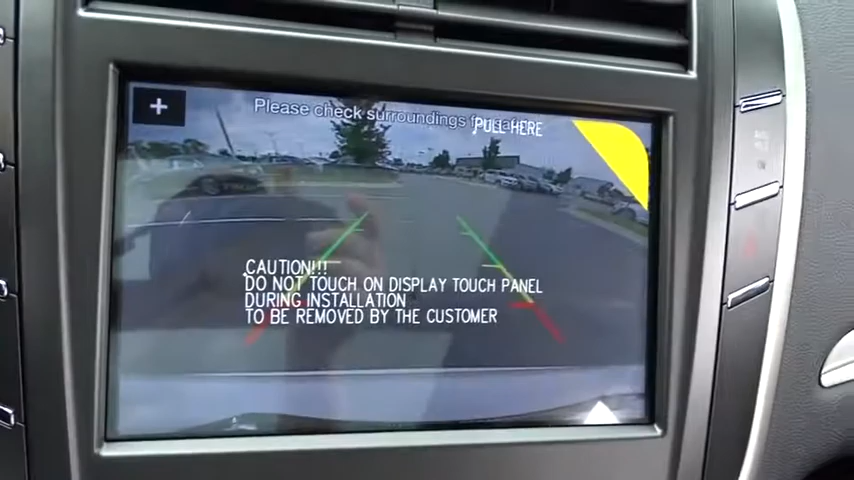 Please check surroundings f
PULL HERE
CAUTION!!!
DO NOT TOUCH ON DISPLAY TOUCH PANEL
DURING INSTALLATION
TO BE REMOVED BY THE CUSTOMER